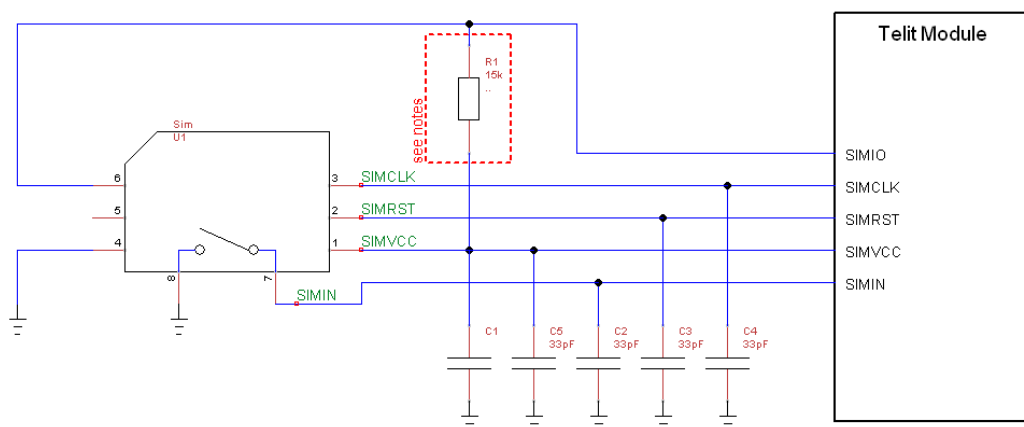 Telit Module
R1
15k
..
see notes
Sim
U1
6
5
4
3
2
1
8
7
SIMCLK
SIMRST
SIMVCC
SIMIN
SIMIO
SIMCLK
SIMRST
SIMVCC
SIMIN
C1
C5
33pF
C2
33pF
C3
33pF
C4
33pF